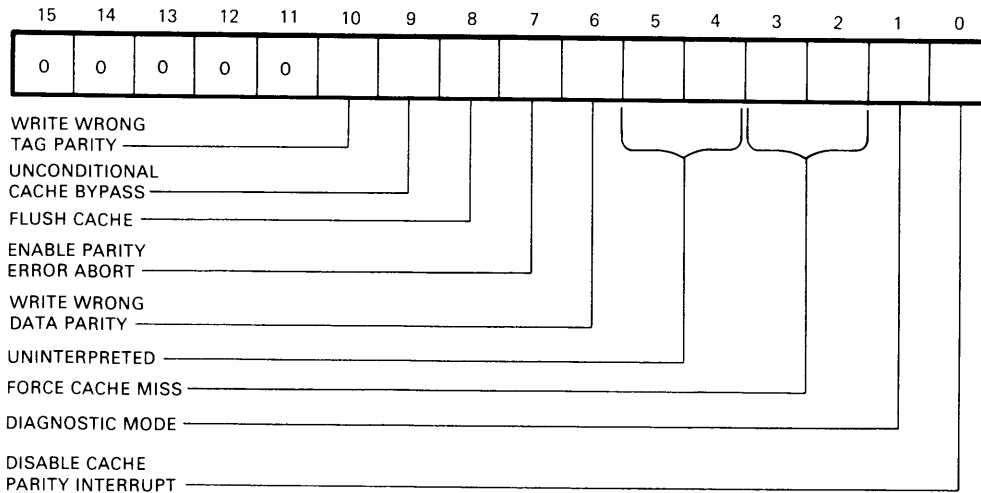 15 14 13 12 11 10 9 8 7 6 5 4 3 2 1 0
0 0 0 0 0
WRITE WRONG
TAG PARITY
UNCONDITIONAL
CACHE BYPASS
FLUSH CACHE
ENABLE PARITY
ERROR ABORT
WRITE WRONG
DATA PARITY
UNINTERPRETED
FORCE CACHE MISS
DIAGNOSTIC MODE
DISABLE CACHE
PARITY INTERRUPT